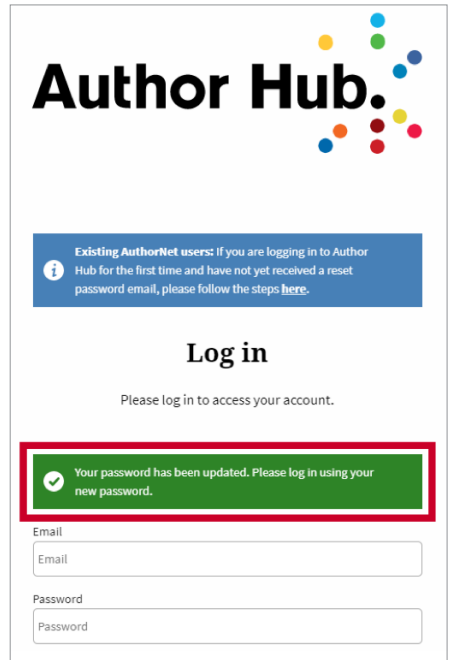 Author Hub.
Existing AuthorNet users: If you are logging in to Author
Hub for the first time and have not yet received a reset
password email, please follow the steps here.
Log in
Please log in to access your account.
Your password has been updated. Please log in using your
new password.
Email
Email
Password
Password